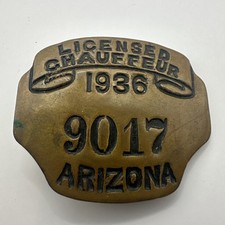 LICENSED
CHAUFFEUR
1936
9017
ARIZONA